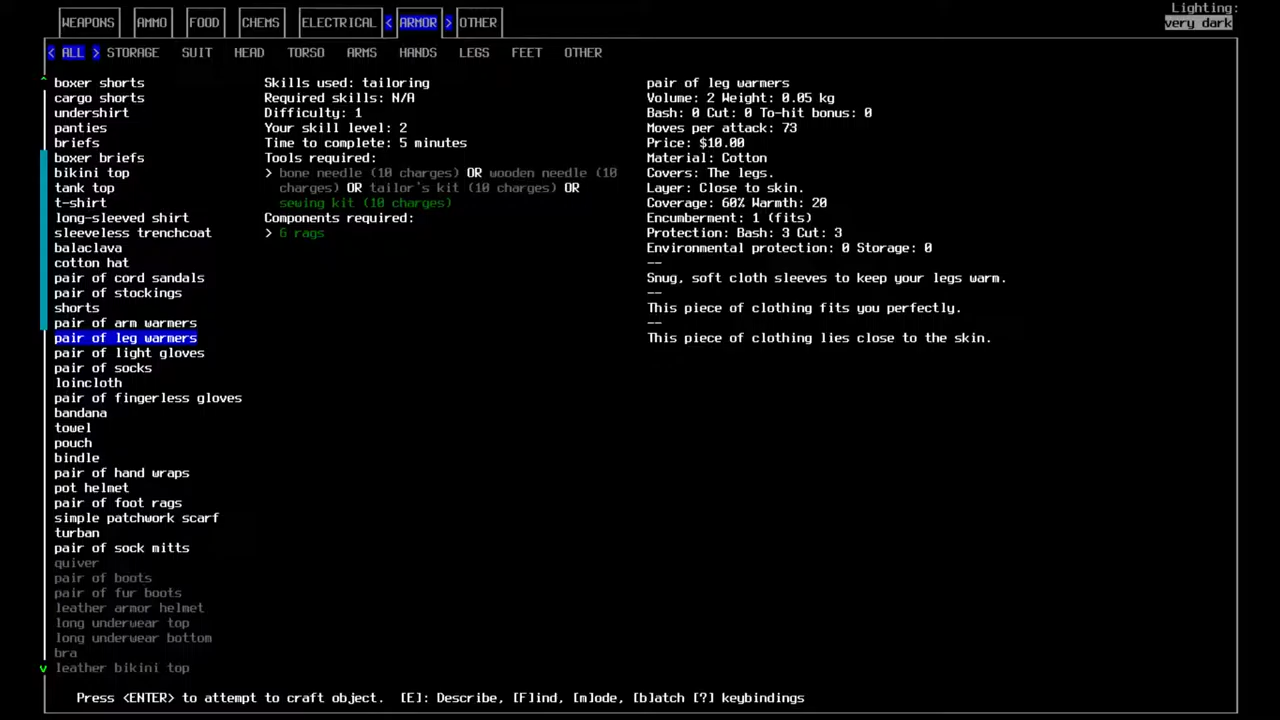 Lighting:
WEAPONS AMMO FOOD CHEMS ELECTRICAL < ARMOR > OTHER very dark
< ALL > STORAGE SUIT HEAD TORSO ARMS HANDS LEGS FEET OTHER
^ boxer shorts Skills used: tailoring pair of leg warmers
cargo shorts Required skills: N/A Volume: 2 Weight: 0.05 kg
undershirt Difficulty: 1 Bash: 0 Cut: 0 To-hit bonus: 0
panties Your skill level: 2 Moves per attack: 73
briefs Time to complete: 5 minutes Price: $10.00
boxer briefs Tools required: Material: Cotton
bikini top > bone needle (10 charges) OR wooden needle (10 Covers: The legs.
tank top charges) OR tailor's kit (10 charges) OR Layer: Close to skin.
t-shirt sewing kit (10 charges) Coverage: 60% Warmth: 20
long-sleeved shirt Components required: Encumberment: 1 (fits)
sleeveless trenchcoat > 6 rags Protection: Bash: 3 Cut: 3
balaclava Environmental protection: 0 Storage: 0
cotton hat --
pair of cord sandals Snug, soft cloth sleeves to keep your legs warm.
pair of stockings --
shorts This piece of clothing fits you perfectly.
pair of arm warmers --
pair of leg warmers This piece of clothing lies close to the skin.
pair of light gloves
pair of socks
loincloth
pair of fingerless gloves
bandana
towel
pouch
bindle
pair of hand wraps
pot helmet
pair of foot rags
simple patchwork scarf
turban
pair of sock mitts
quiver
pair of boots
pair of fur boots
leather armor helmet
long underwear top
long underwear bottom
bra
v leather bikini top
Press <ENTER> to attempt to craft object. [E]: Describe, [F]ind, [m]ode, [b]atch [?] keybindings